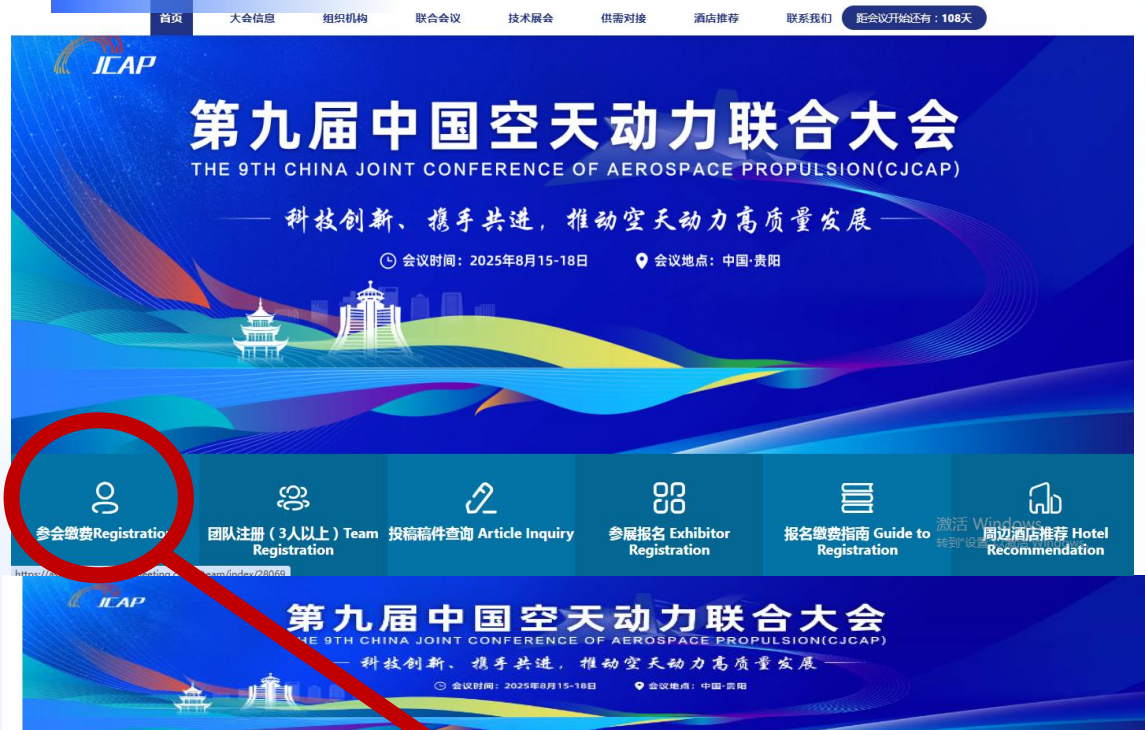 首页 大会信息 组织机构 联合会议 技术展会 供需对接 酒店推荐 联系我们 距会议开始还有：108天
JCAP
第九届中国空天动力联合大会
THE 9TH CHINA JOINT CONFERENCE OF AEROSPACE PROPULSION(CJCAP)
科技创新、携手共进，推动空天动力高质量发展
会议时间：2025年8月15-18日 会议地点：中国·贵阳
参会缴费Registration
团队注册（3人以上）Team Registration
投稿稿件查询 Article Inquiry
参展报名 Exhibitor Registration
报名缴费指南 Guide to Registration
周边酒店推荐 Hotel Recommendation
激活 Windows
JCAP
第九届中国空天动力联合大会
THE 9TH CHINA JOINT CONFERENCE OF AEROSPACE PROPULSION(CJCAP)
科技创新、携手共进，推动空天动力高质量发展
会议时间：2025年8月15-18日 会议地点：中国·贵阳